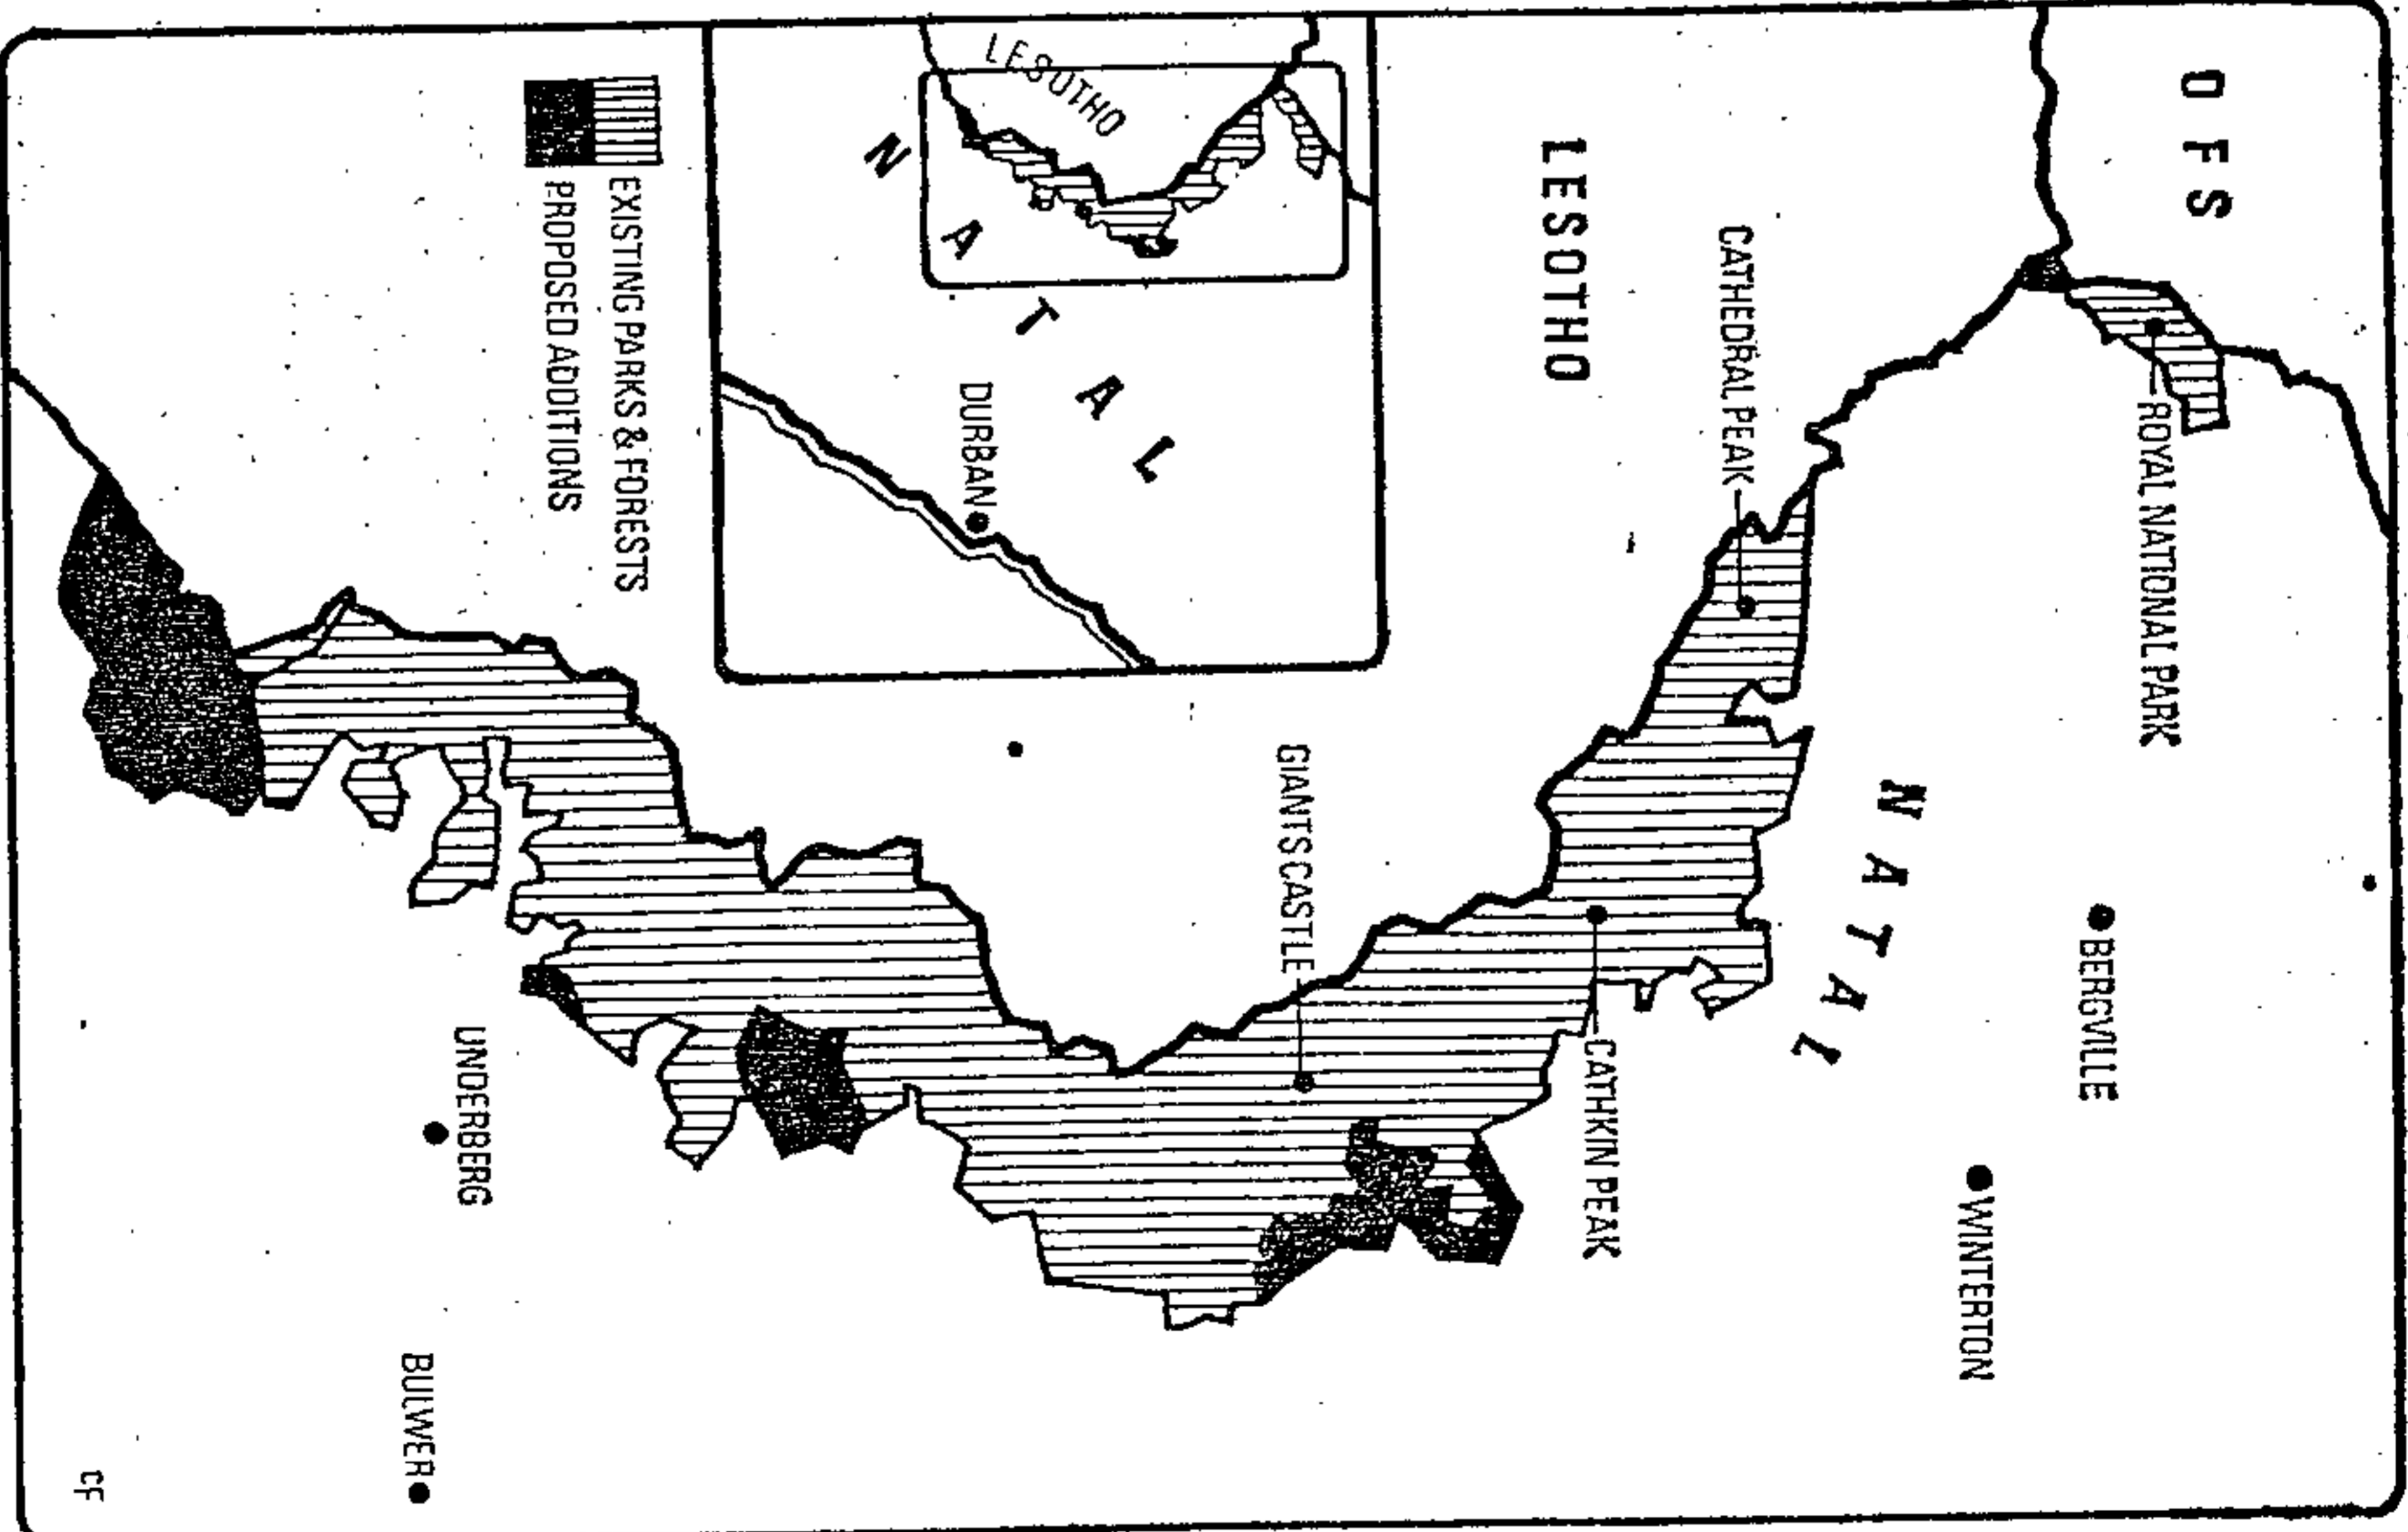 OFS
ROYAL NATIONAL PARK
BERGVILLE
WINTERTON
NATAL
CATHEDRAL PEAK
LESOTHO
CATHKIN PEAK
GIANTS CASTLE
LESOTHO
NATAL
DURBAN
EXISTING PARKS & FORESTS
PROPOSED ADDITIONS
UNDERBERG
BULWER
CF